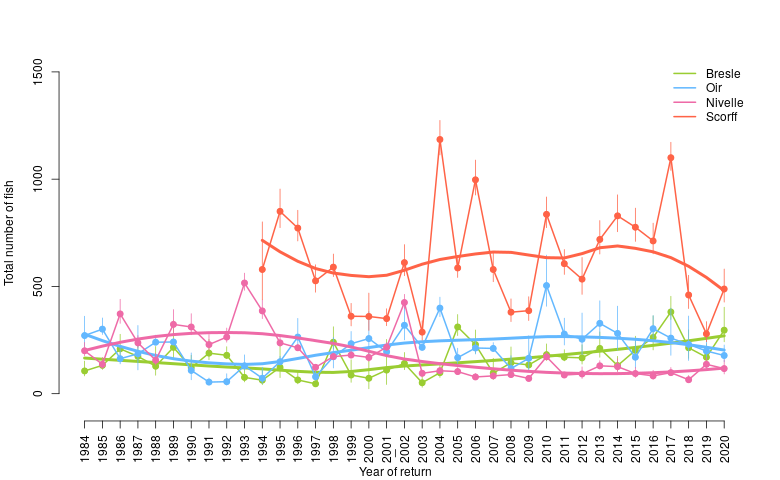 Bresle
Oir
Nivelle
Scorff
Total number of fish
1500
1000
500
0
1984 1985 1986 1987 1988 1989 1990 1991 1992 1993 1994 1995 1996 1997 1998 1999 2000 2001 2002 2003 2004 2005 2006 2007 2008 2009 2010 2011 2012 2013 2014 2015 2016 2017 2018 2019 2020
Year of return